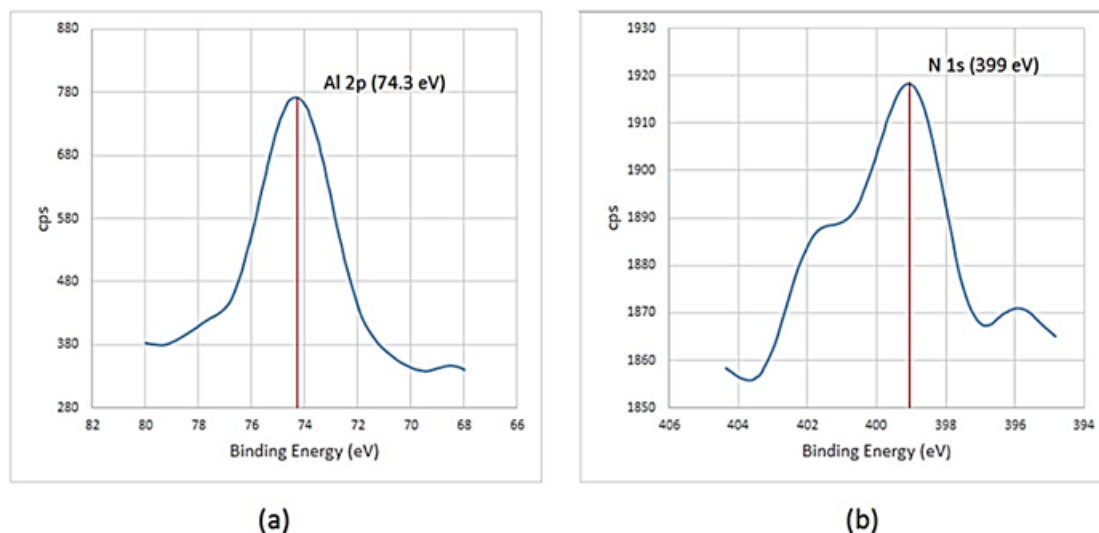 880
780
680
580
480
380
280
cps
Al 2p (74.3 eV)
82 80 78 76 74 72 70 68 66
Binding Energy (eV)
(a)
1930
1920
1910
1900
1890
1880
1870
1860
1850
cps
N 1s (399 eV)
406 404 402 400 398 396 394
Binding Energy (eV)
(b)